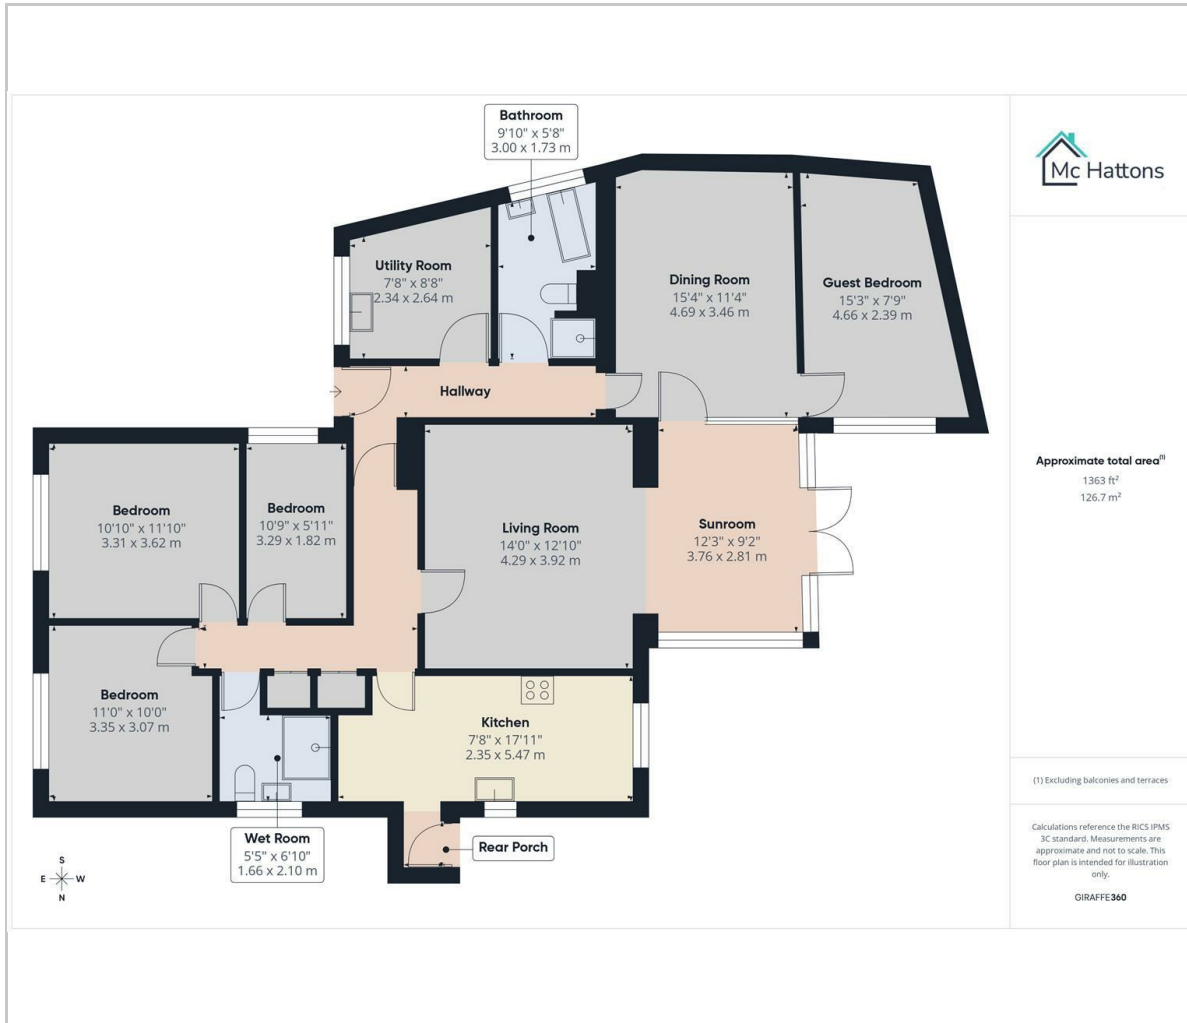 Bathroom
9'10" x 5'8"
3.00 x 1.73 m
Utility Room
7'8" x 8'8"
2.34 x 2.64 m
Dining Room
15'4" x 11'4"
4.69 x 3.46 m
Guest Bedroom
15'3" x 7'9"
4.66 x 2.39 m
Hallway
Bedroom
10'10" x 11'10"
3.31 x 3.62 m
Bedroom
10'9" x 5'11"
3.29 x 1.82 m
Living Room
14'0" x 12'10"
4.29 x 3.92 m
Sunroom
12'3" x 9'2"
3.76 x 2.81 m
Bedroom
11'0" x 10'0"
3.35 x 3.07 m
Kitchen
7'8" x 17'11"
2.35 x 5.47 m
Wet Room
5'5" x 6'10"
1.66 x 2.10 m
Rear Porch
S
E W
N
Mc Hattons
Approximate total area(1)
1363 ft²
126.7 m²
(1) Excluding balconies and terraces
Calculations reference the RICS IPMS
3C standard. Measurements are
approximate and not to scale. This
floor plan is intended for illustration
only.
GIRAFFE360